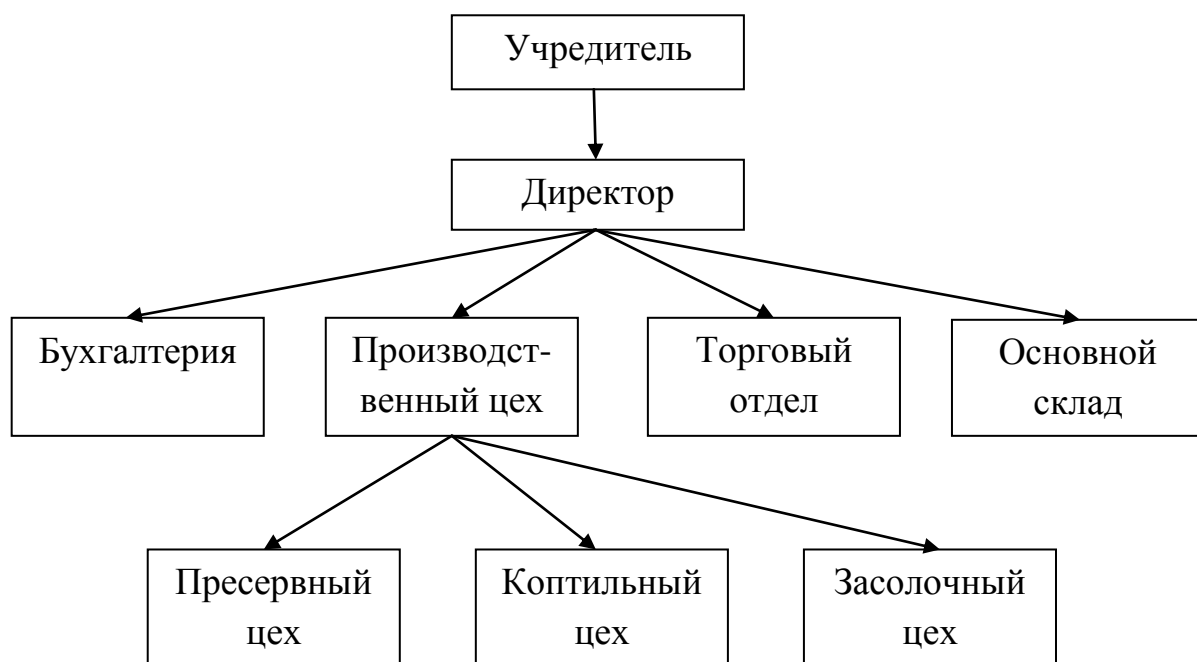 Учредитель
Директор
Бухгалтерия
Производст-
венный цех
Торговый
отдел
Основной
склад
Пресервный
цех
Коптильный
цех
Засолочный
цех